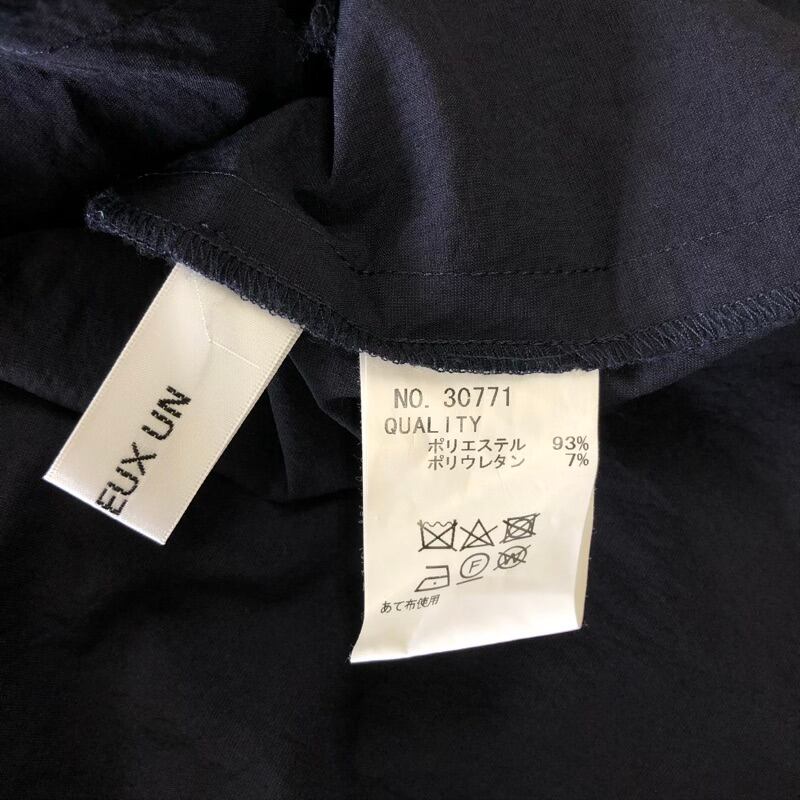 EUX UN
NO. 30771
QUALITY
ポリエステル 93%
ポリウレタン 7%
F
W
あて布使用